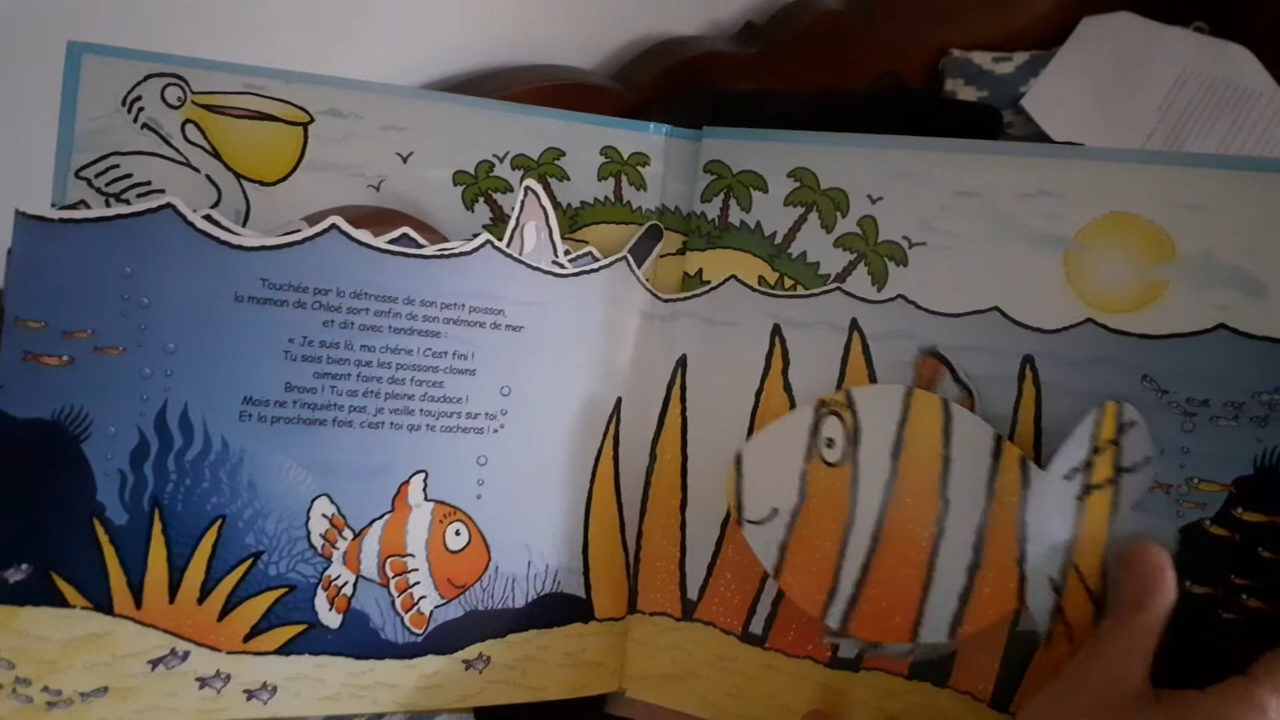 Touchée par la détresse de son petit poisson,
la maman de Chloé sort enfin de son anémone de mer
et dit avec tendresse :
« Je suis là, ma chérie ! C'est fini !
Tu sais bien que les poissons-clowns
aiment faire des farces.
Bravo ! Tu as été pleine d'audace !
Mais ne t'inquiète pas, je veille toujours sur toi.
Et la prochaine fois, c'est toi qui te cacheras ! »